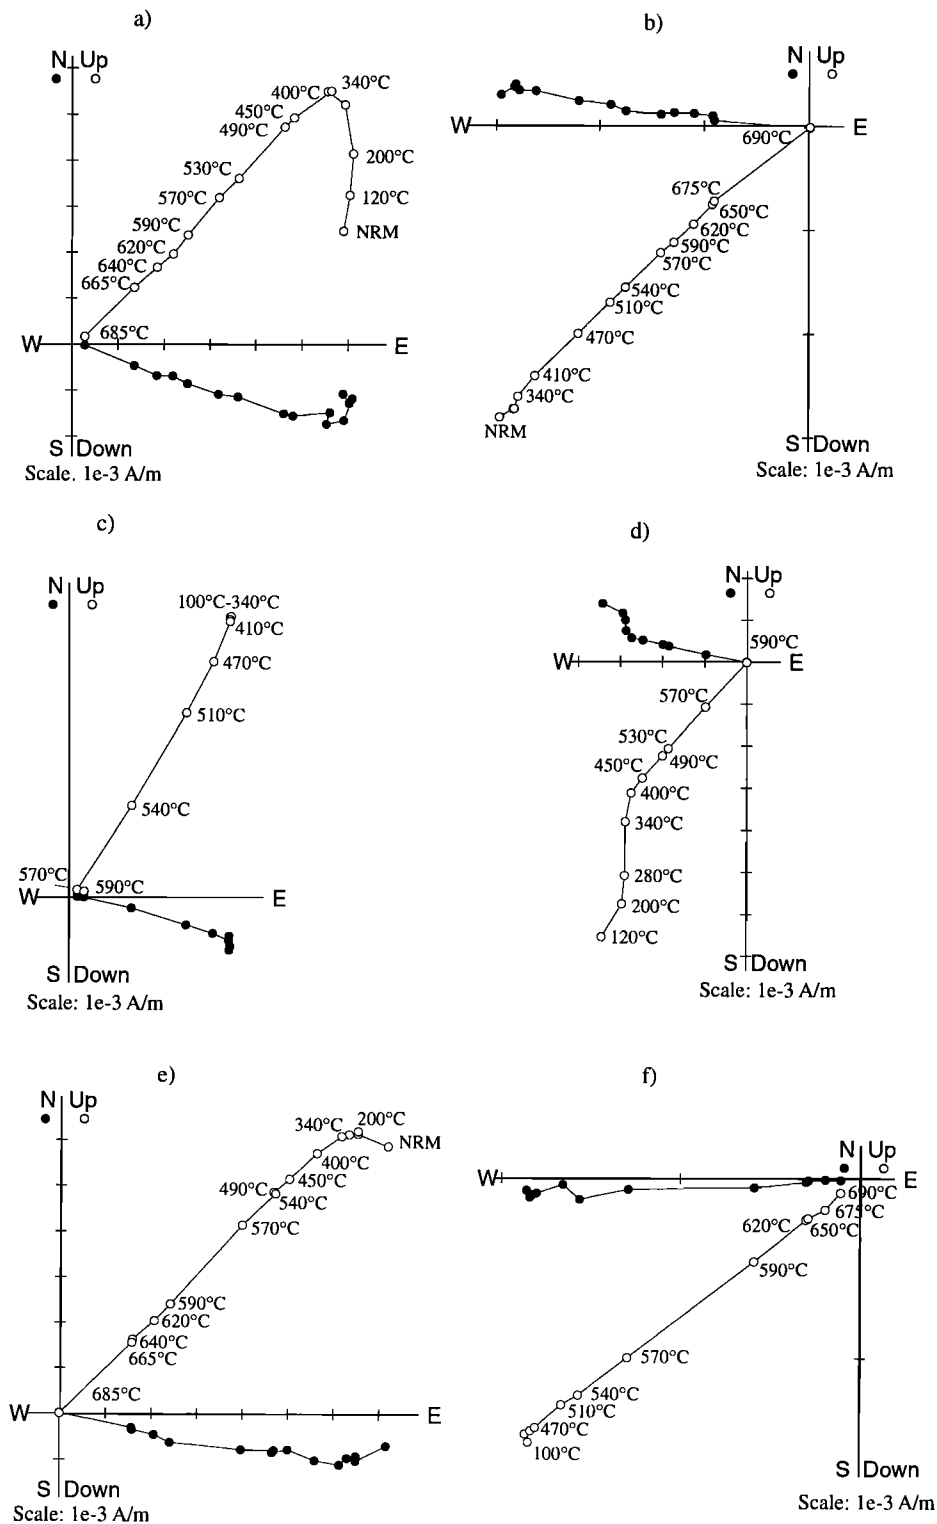 a)
N Up
340°C
400°C
450°C
490°C
200°C
530°C
570°C
120°C
590°C
NRM
620°C
640°C
665°C
685°C
W E
S Down
Scale. 1e-3 A/m
b)
N Up
W E
690°C
675°C
650°C
620°C
590°C
570°C
540°C
510°C
470°C
410°C
340°C
NRM
S Down
Scale: 1e-3 A/m
c)
N Up
100°C-340°C
410°C
470°C
510°C
540°C
570°C
590°C
W E
S Down
Scale: 1e-3 A/m
d)
N Up
590°C
W E
570°C
530°C
490°C
450°C
400°C
340°C
280°C
200°C
120°C
S Down
Scale: 1e-3 A/m
e)
N Up
200°C
340°C
NRM
400°C
450°C
490°C
540°C
570°C
590°C
620°C
640°C
665°C
685°C
W E
S Down
Scale: 1e-3 A/m
f)
N Up
W E
690°C
675°C
620°C
650°C
590°C
570°C
540°C
510°C
470°C
100°C
S Down
Scale: 1e-3 A/m